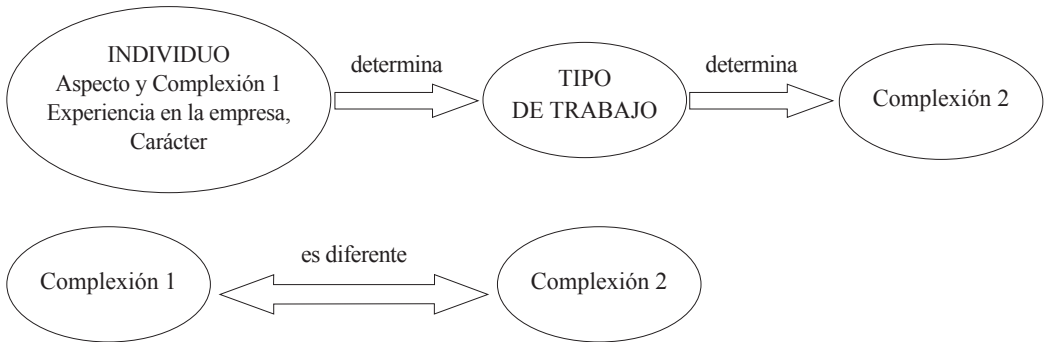 INDIVIDUO
Aspecto y Complexión 1
Experiencia en la empresa,
Carácter
determina
TIPO
DE TRABAJO
determina
Complexión 2
Complexión 1
es diferente
Complexión 2